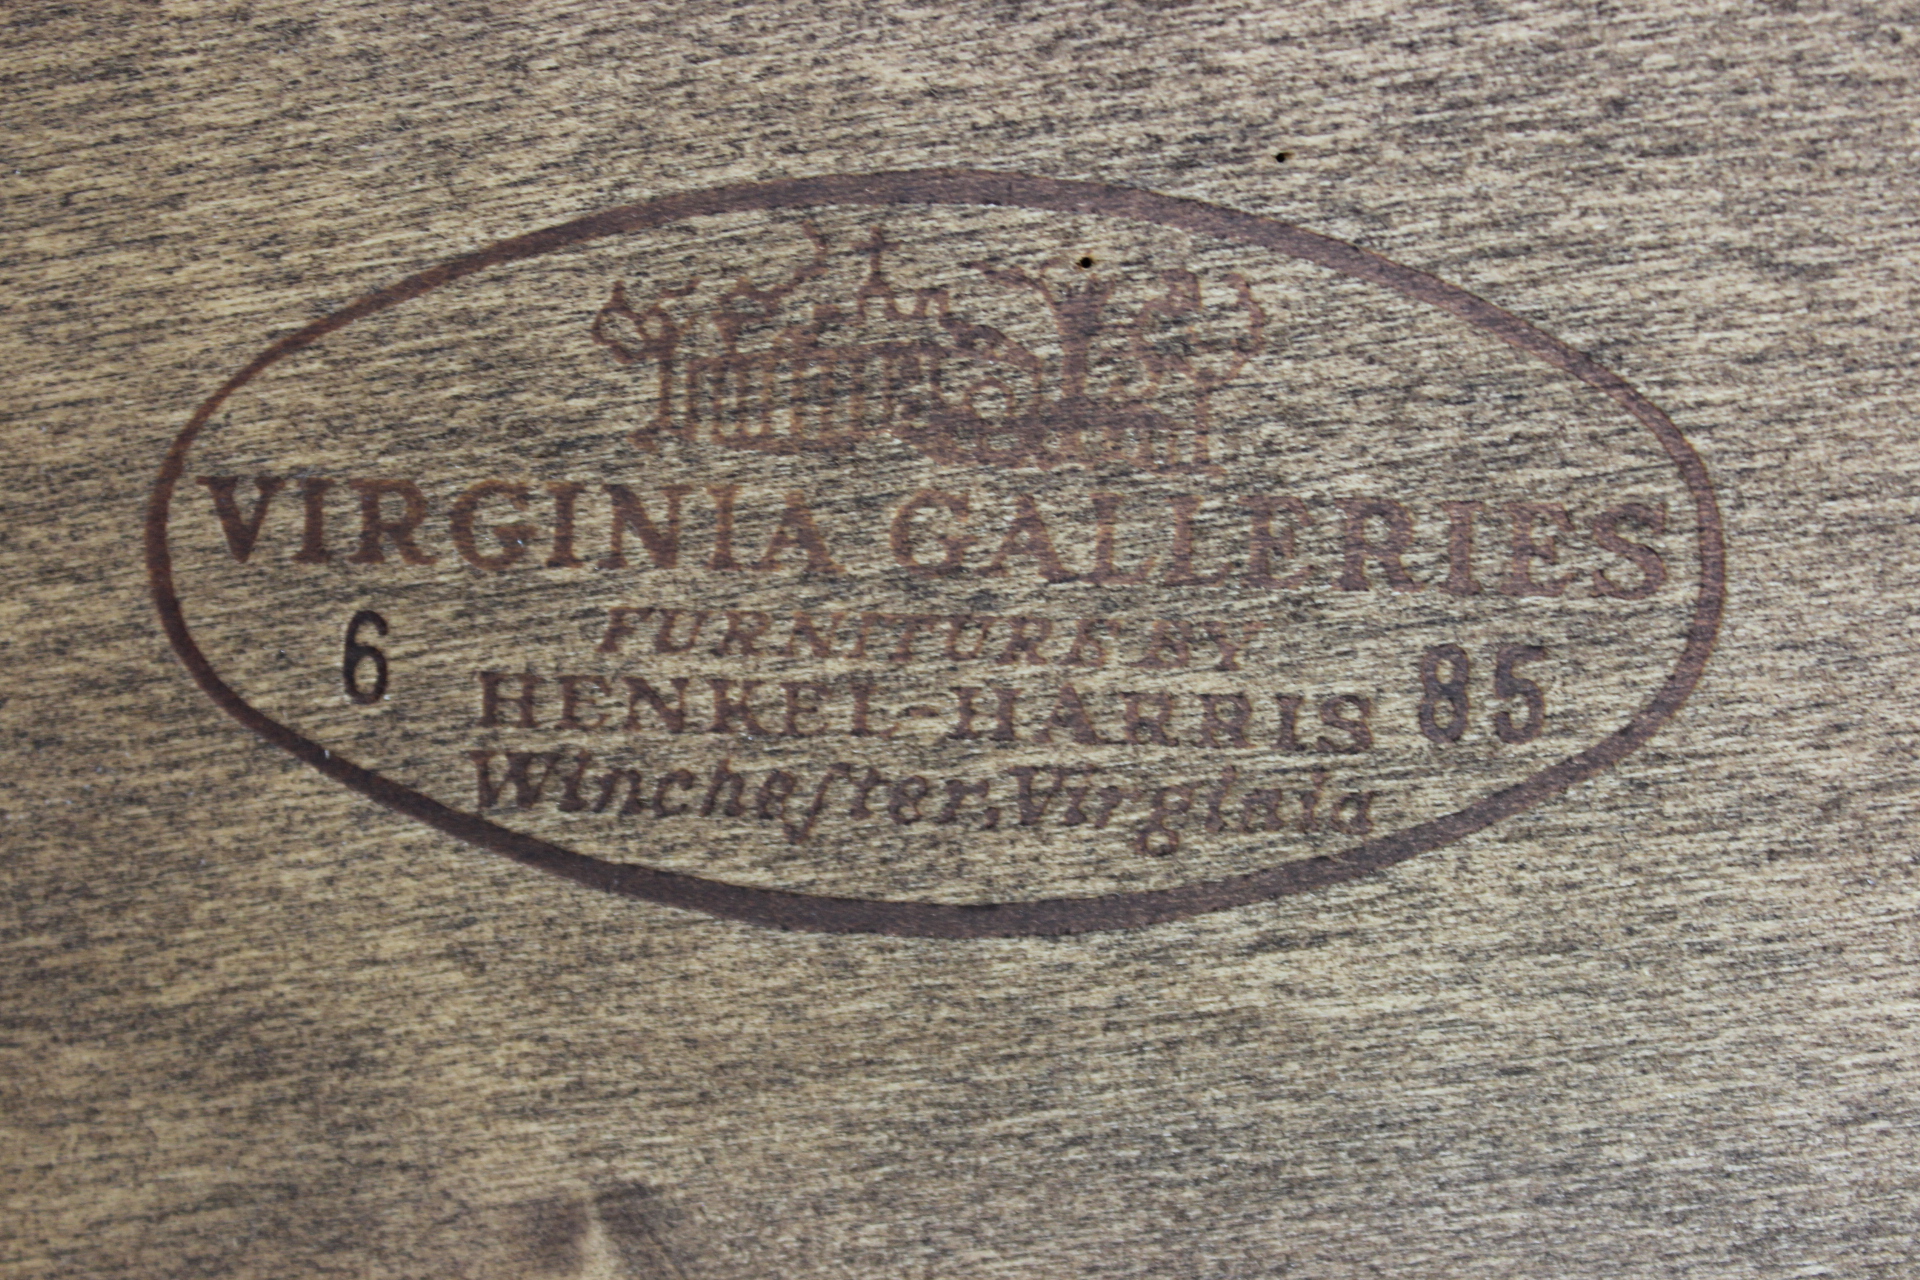 VIRGINIA GALLERIES
FURNITURE BY
6 HENKEL-HARRIS 85
Wincheſter, Virginia